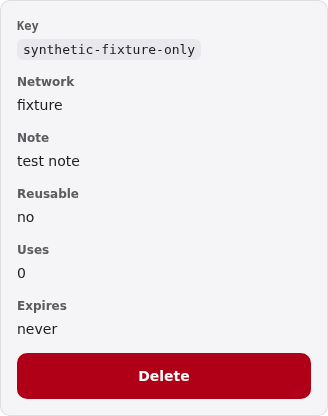 Key
synthetic-fixture-only
Network
fixture
Note
test note
Reusable
no
Uses
0
Expires
never
Delete